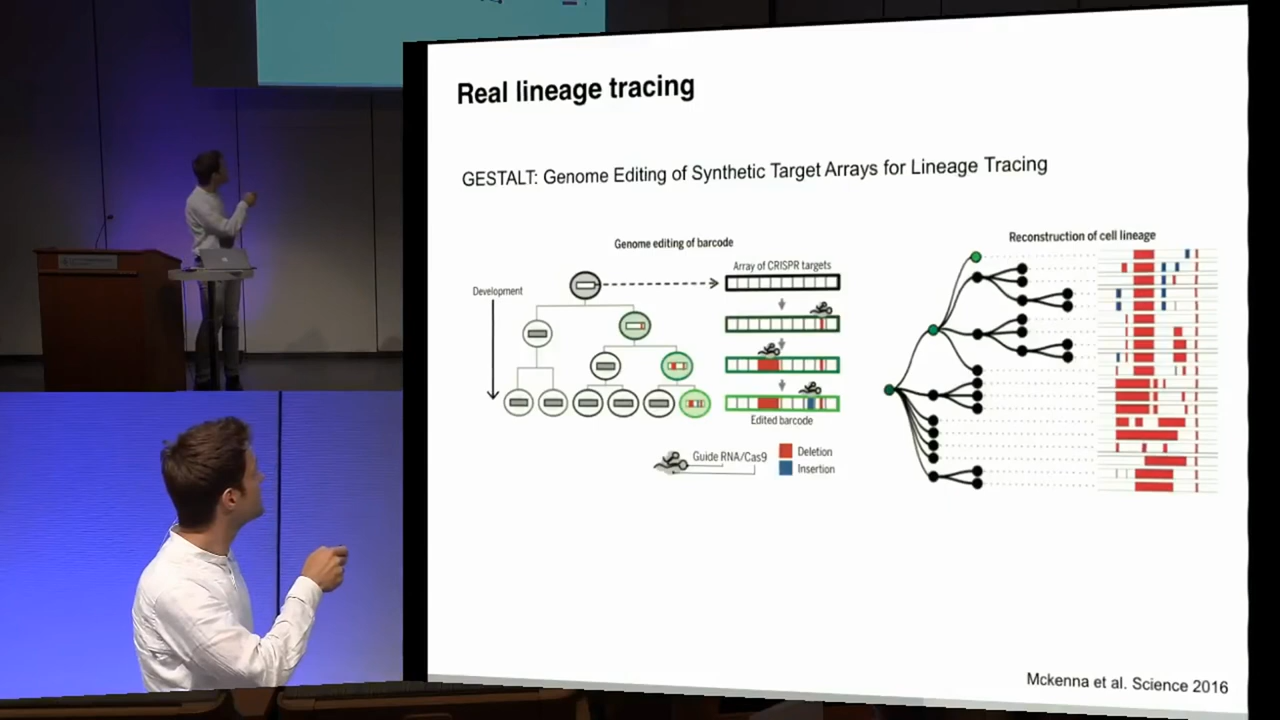 Real lineage tracing
GESTALT: Genome Editing of Synthetic Target Arrays for Lineage Tracing
Genome editing of barcode
Development
Array of CRISPR targets
Edited barcode
Guide RNA/Cas9
Deletion
Insertion
Reconstruction of cell lineage
Mckenna et al. Science 2016